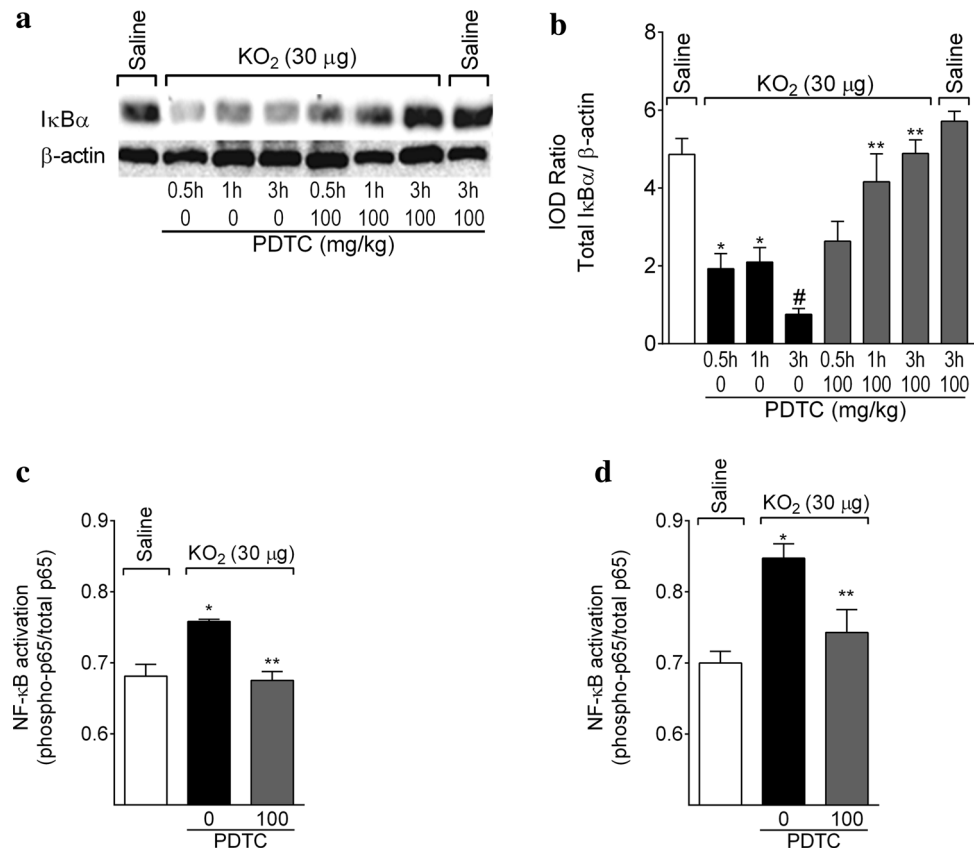 a
Saline
KO2 (30 μg)
Saline
IκBα
β-actin
0.5h 1h 3h 0.5h 1h 3h 3h
0 0 0 100 100 100 100
PDTC (mg/kg)
b
IOD Ratio
Total IκBα/ β-actin
8
6
4
2
0
Saline
KO2 (30 μg)
Saline
* * # ** **
0.5h 1h 3h 0.5h 1h 3h 3h
0 0 0 100 100 100 100
PDTC (mg/kg)
c
NF-κB activation
(phospho-p65/total p65)
0.9
0.8
0.7
0.6
Saline
KO2 (30 μg)
* **
0 100
PDTC
d
NF-κB activation
(phospho-p65/total p65)
0.9
0.8
0.7
0.6
Saline
KO2 (30 μg)
* **
0 100
PDTC